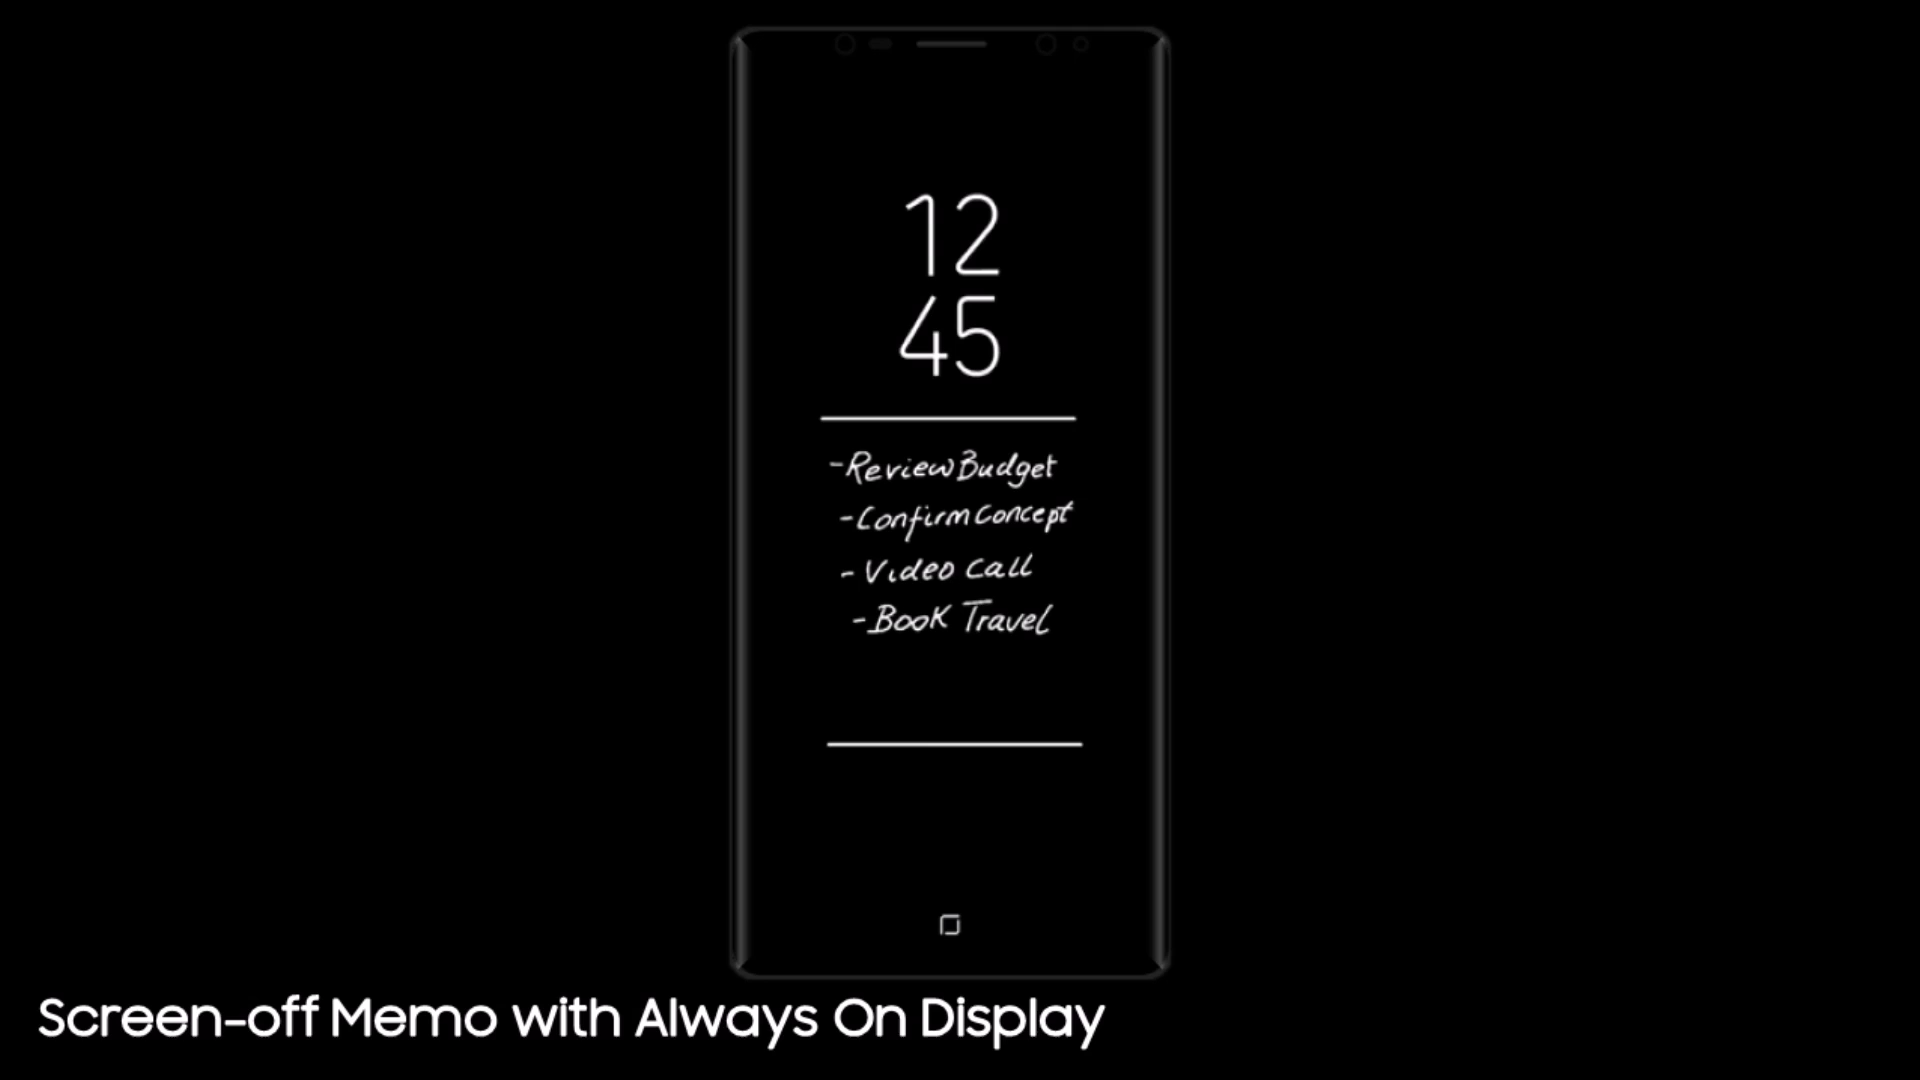 12
45
-Review Budget
-Confirm Concept
- Video Call
-Book Travel
Screen-off Memo with Always On Display